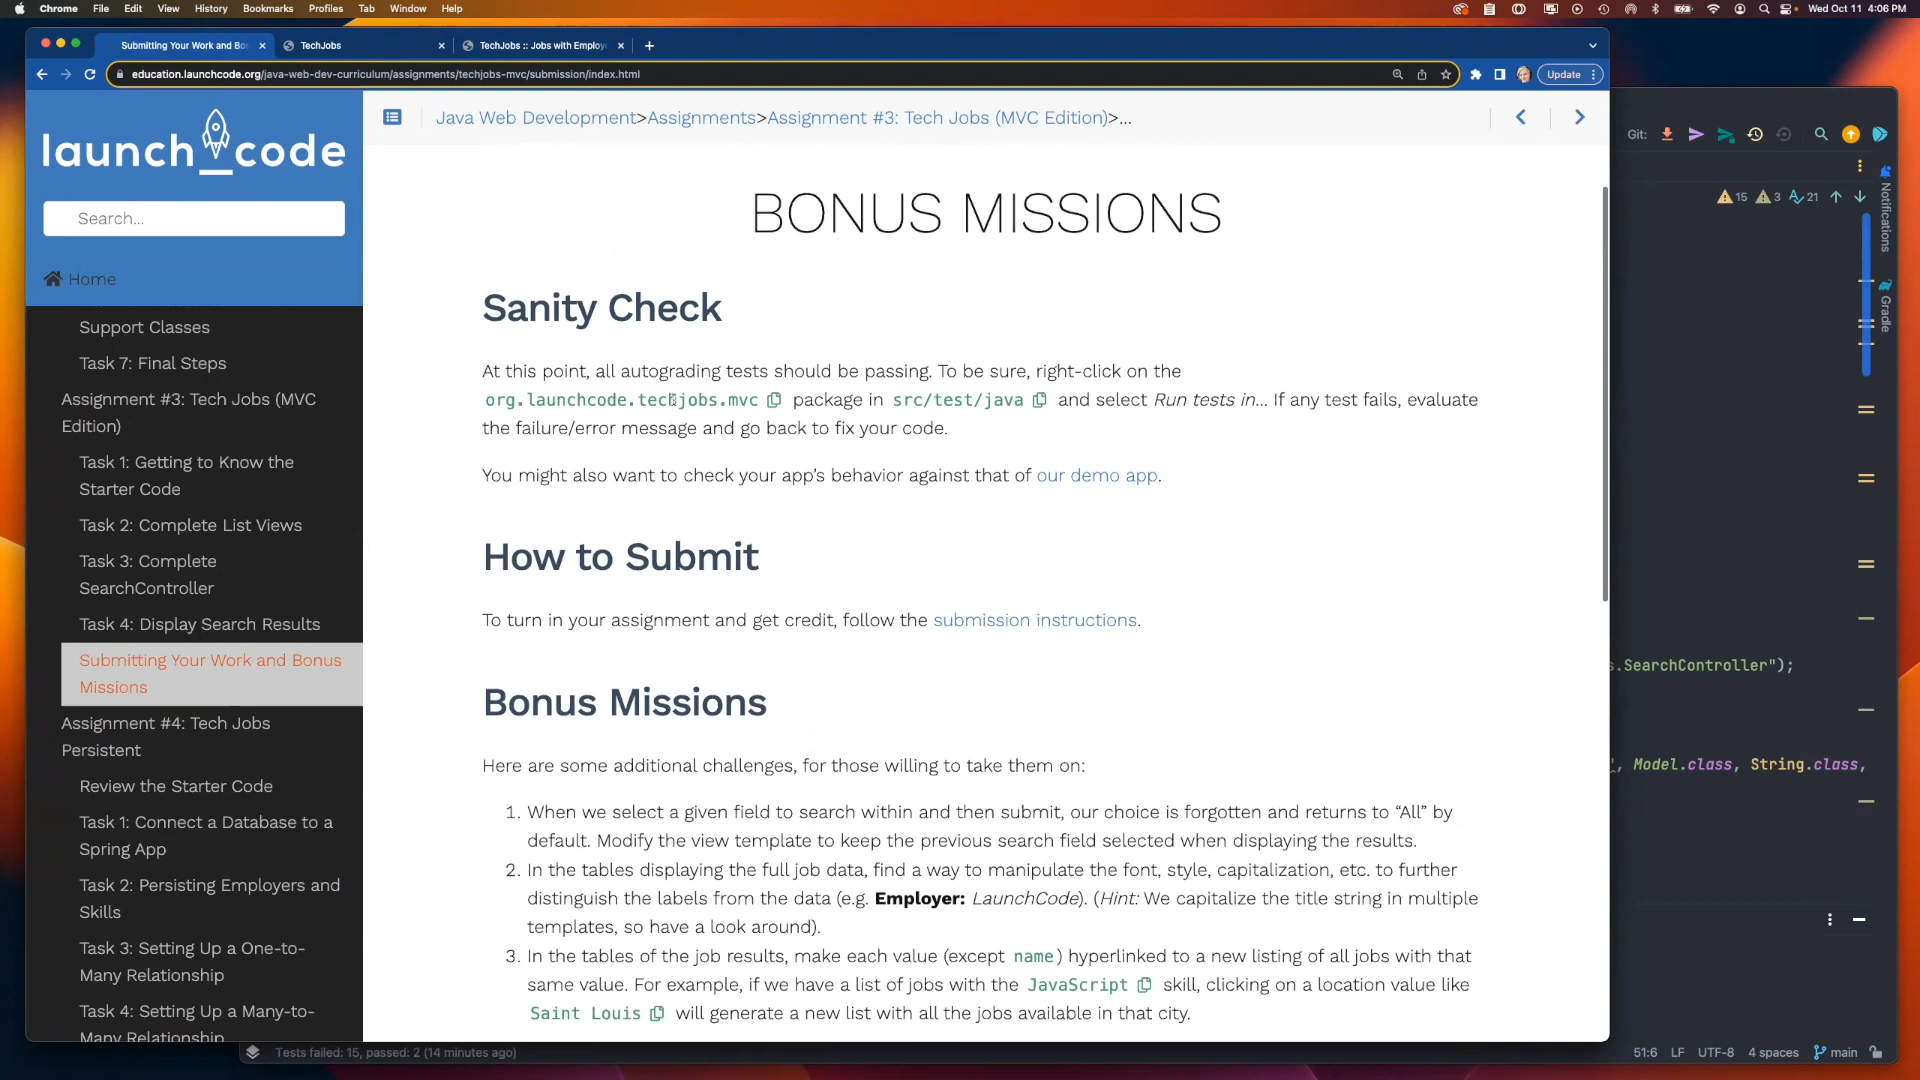 Chrome File Edit View History Bookmarks Profiles Tab Window Help
Wed Oct 11 4:06 PM
Submitting Your Work and Bo
TechJobs
TechJobs :: Jobs with Employ
education.launchcode.org/java-web-dev-curriculum/assignments/techjobs-mvc/submission/index.html
Update
launch_code
Search...
Home
Support Classes
Task 7: Final Steps
Assignment #3: Tech Jobs (MVC
Edition)
Task 1: Getting to Know the
Starter Code
Task 2: Complete List Views
Task 3: Complete
SearchController
Task 4: Display Search Results
Submitting Your Work and Bonus
Missions
Assignment #4: Tech Jobs
Persistent
Review the Starter Code
Task 1: Connect a Database to a
Spring App
Task 2: Persisting Employers and
Skills
Task 3: Setting Up a One-to-
Many Relationship
Task 4: Setting Up a Many-to-
Many Relationship
Java Web Development>Assignments>Assignment #3: Tech Jobs (MVC Edition)>...
BONUS MISSIONS
Sanity Check
At this point, all autograding tests should be passing. To be sure, right-click on the
org.launchcode.techjobs.mvc package in src/test/java and select Run tests in... If any test fails, evaluate
the failure/error message and go back to fix your code.
You might also want to check your app's behavior against that of our demo app.
How to Submit
To turn in your assignment and get credit, follow the submission instructions.
Bonus Missions
Here are some additional challenges, for those willing to take them on:
1. When we select a given field to search within and then submit, our choice is forgotten and returns to “All” by
default. Modify the view template to keep the previous search field selected when displaying the results.
2. In the tables displaying the full job data, find a way to manipulate the font, style, capitalization, etc. to further
distinguish the labels from the data (e.g. Employer: LaunchCode). (Hint: We capitalize the title string in multiple
templates, so have a look around).
3. In the tables of the job results, make each value (except name) hyperlinked to a new listing of all jobs with that
same value. For example, if we have a list of jobs with the JavaScript skill, clicking on a location value like
Saint Louis will generate a new list with all the jobs available in that city.
Git:
15 3 21
Notifications
Gradle
s.SearchController");
, Model.class, String.class,
Tests failed: 15, passed: 2 (14 minutes ago)
51:6 LF UTF-8 4 spaces main